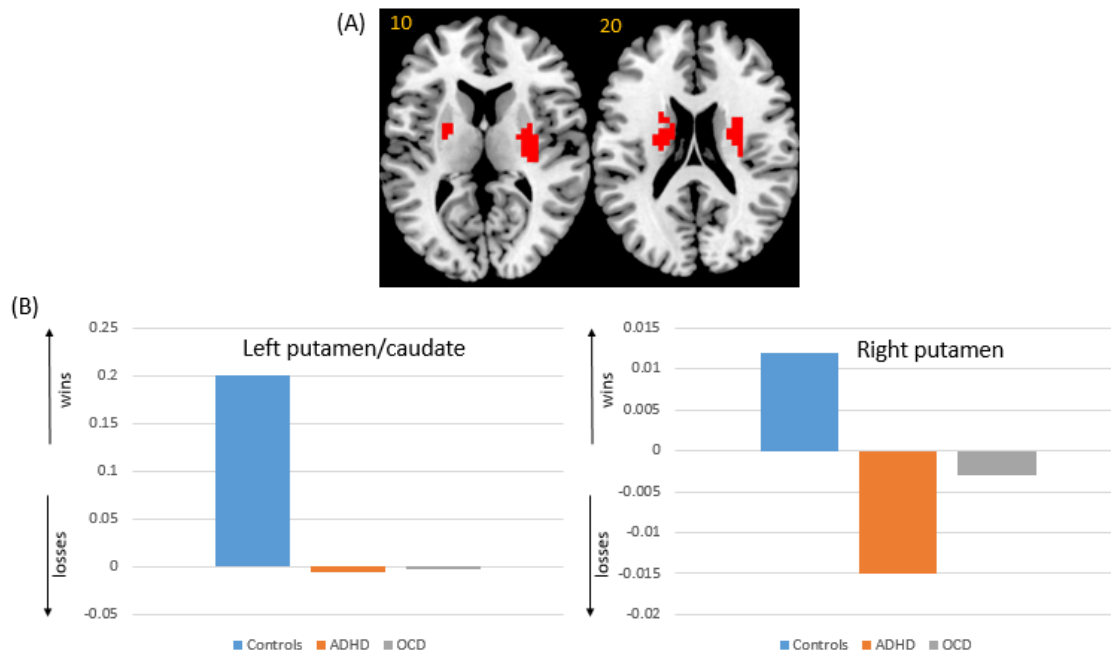 (A)
10
20
(B)
wins
losses
Left putamen/caudate
0.25
0.2
0.15
0.1
0.05
0
-0.05
Controls ADHD OCD
wins
losses
Right putamen
0.015
0.01
0.005
0
-0.005
-0.01
-0.015
-0.02
Controls ADHD OCD